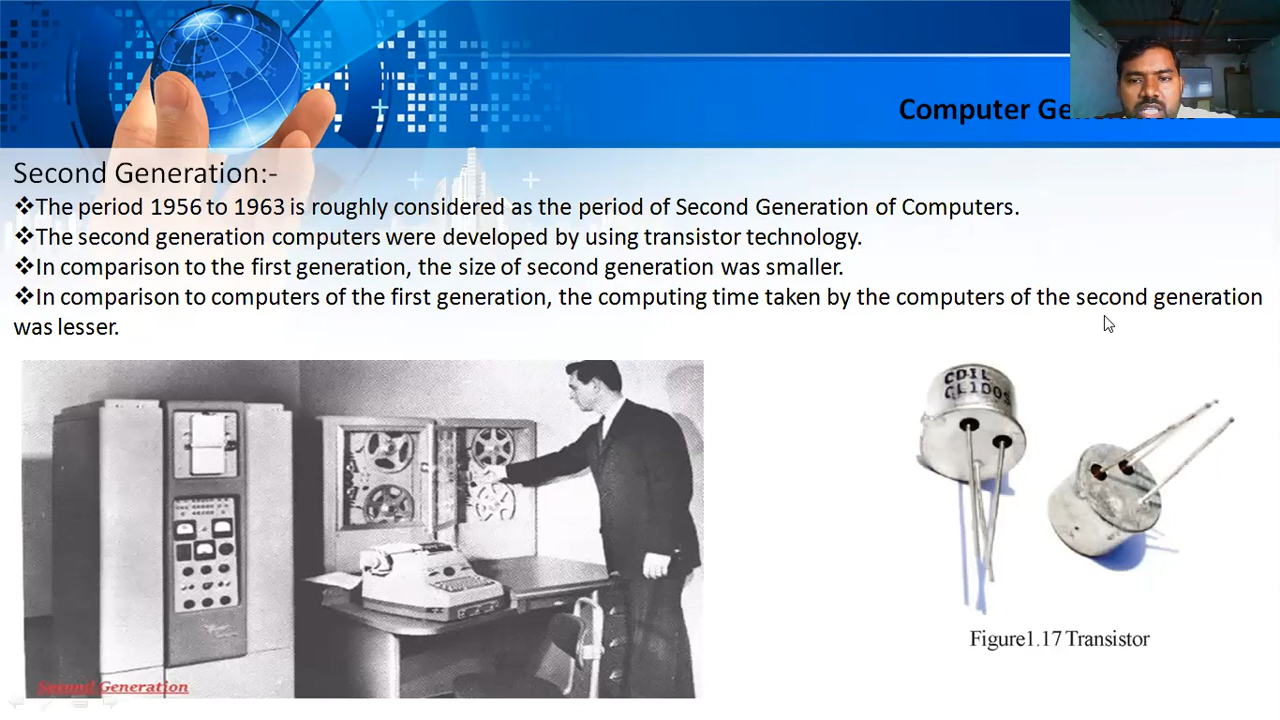 Computer Ge
Second Generation:-
❖The period 1956 to 1963 is roughly considered as the period of Second Generation of Computers.
❖The second generation computers were developed by using transistor technology.
❖In comparison to the first generation, the size of second generation was smaller.
❖In comparison to computers of the first generation, the computing time taken by the computers of the second generation
was lesser.
CDIL
Second Generation
Figure1.17 Transistor